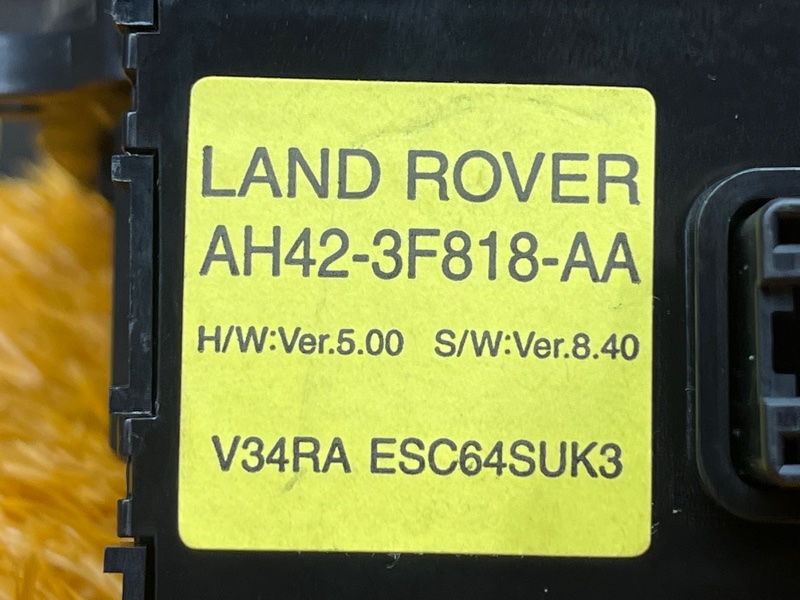 LAND ROVER
AH42-3F818-AA
H/W:Ver.5.00 S/W:Ver.8.40
V34RA ESC64SUK3